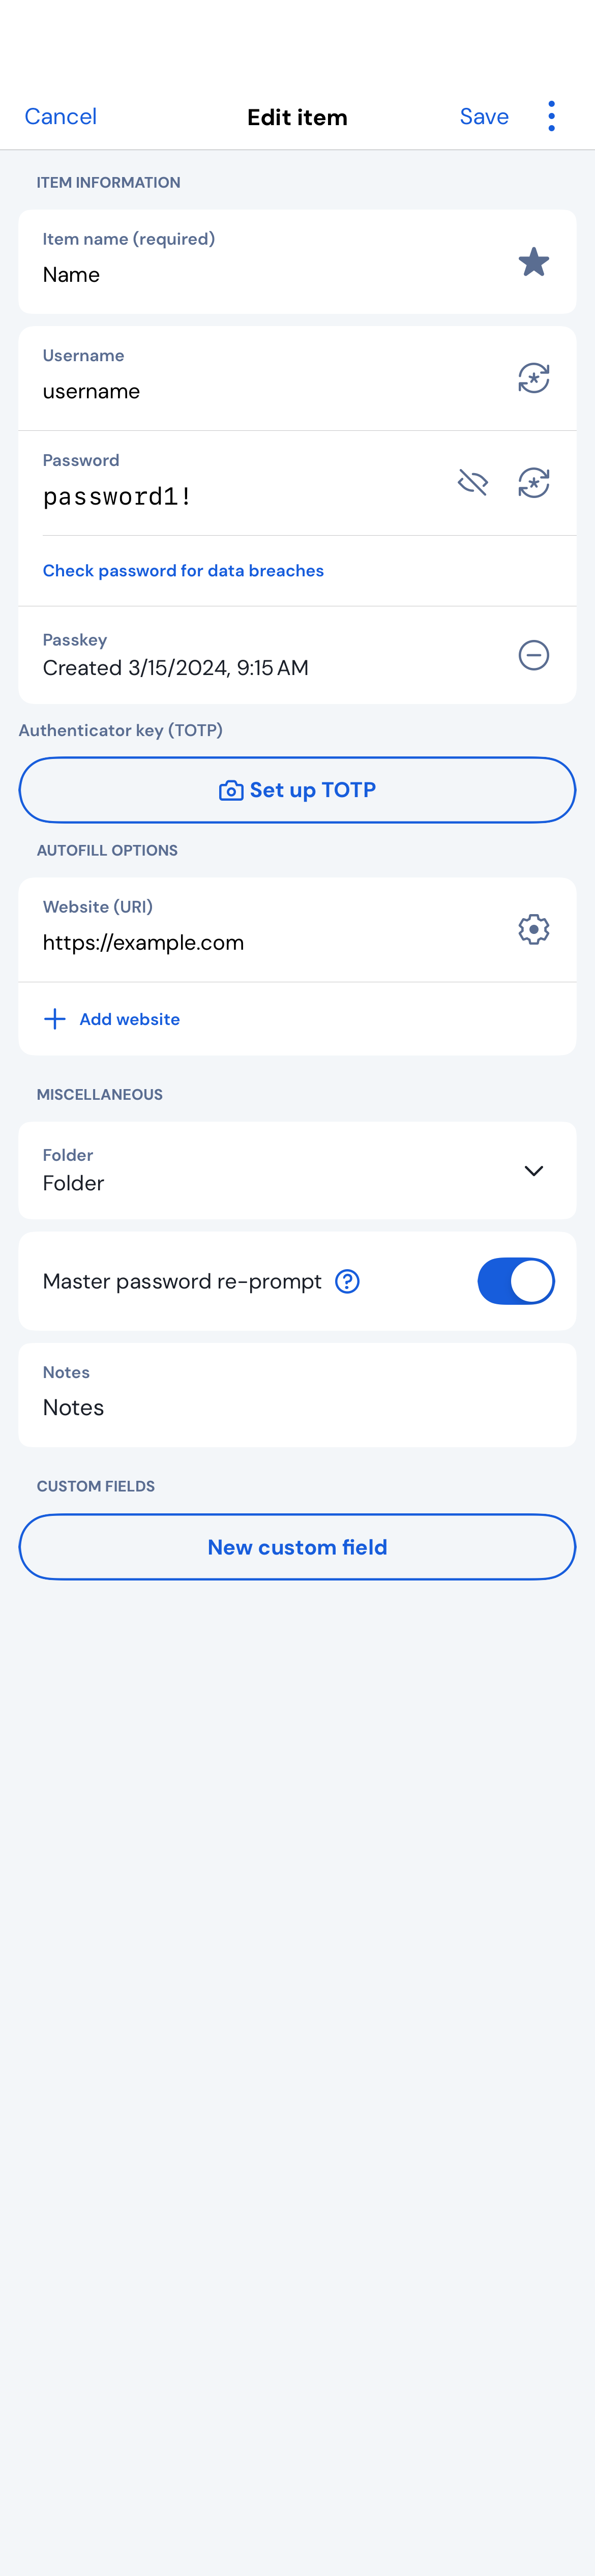 Cancel
Edit item
Save
ITEM INFORMATION
Item name (required)
Name
Username
username
Password
password1!
Check password for data breaches
Passkey
Created 3/15/2024, 9:15 AM
Authenticator key (TOTP)
Set up TOTP
AUTOFILL OPTIONS
Website (URI)
https://example.com
Add website
MISCELLANEOUS
Folder
Folder
Master password re-prompt
Notes
Notes
CUSTOM FIELDS
New custom field